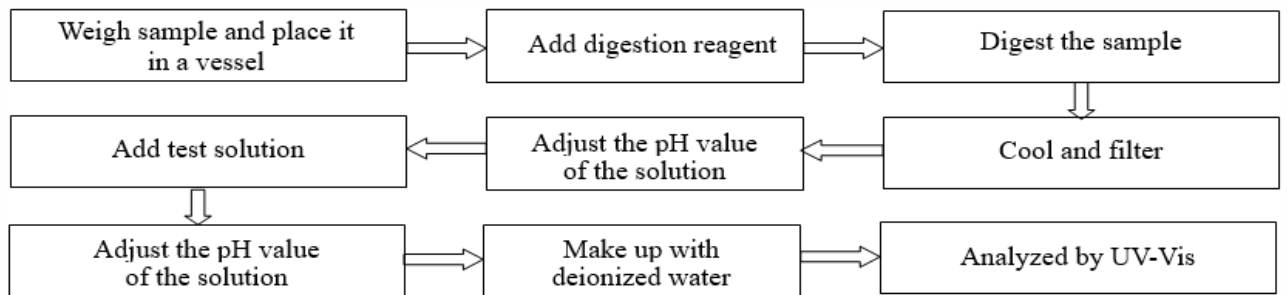 Weigh sample and place it
in a vessel
Add digestion reagent
Digest the sample
Cool and filter
Adjust the pH value
of the solution
Add test solution
Adjust the pH value
of the solution
Make up with
deionized water
Analyzed by UV-Vis